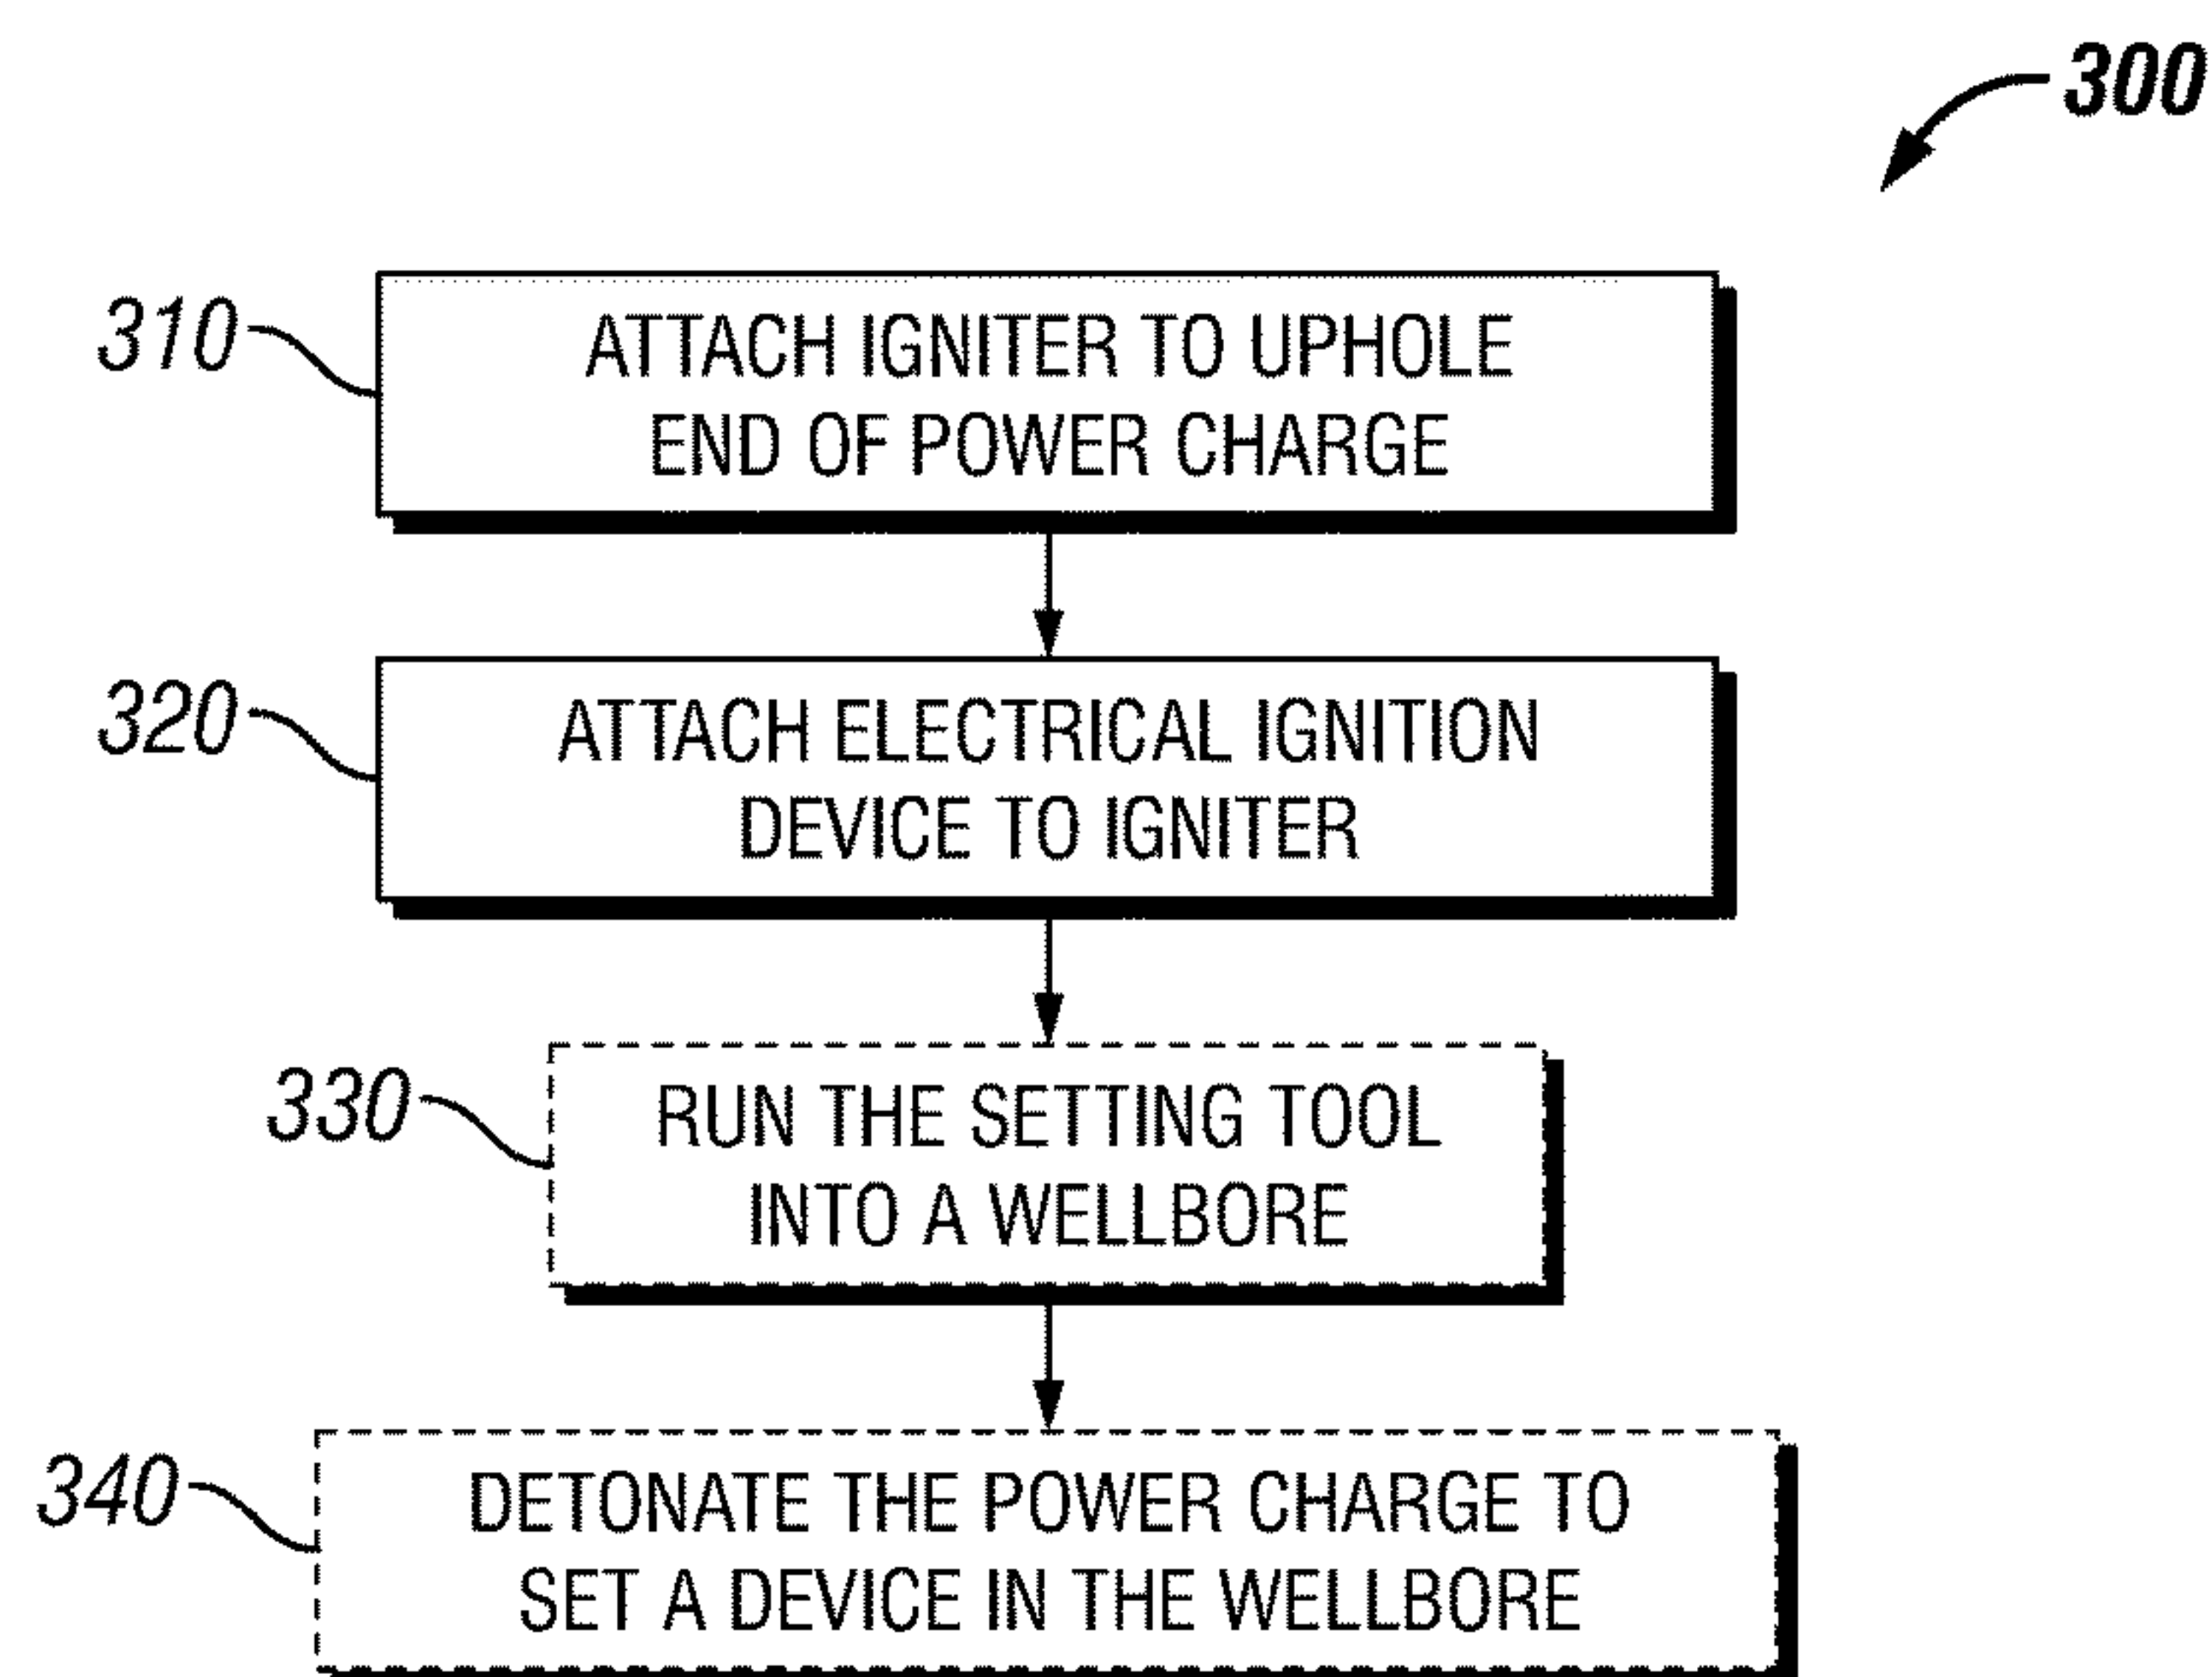 300
310
ATTACH IGNITER TO UPHOLE
END OF POWER CHARGE
320
ATTACH ELECTRICAL IGNITION
DEVICE TO IGNITER
330
RUN THE SETTING TOOL
INTO A WELLBORE
340
DETONATE THE POWER CHARGE TO
SET A DEVICE IN THE WELLBORE